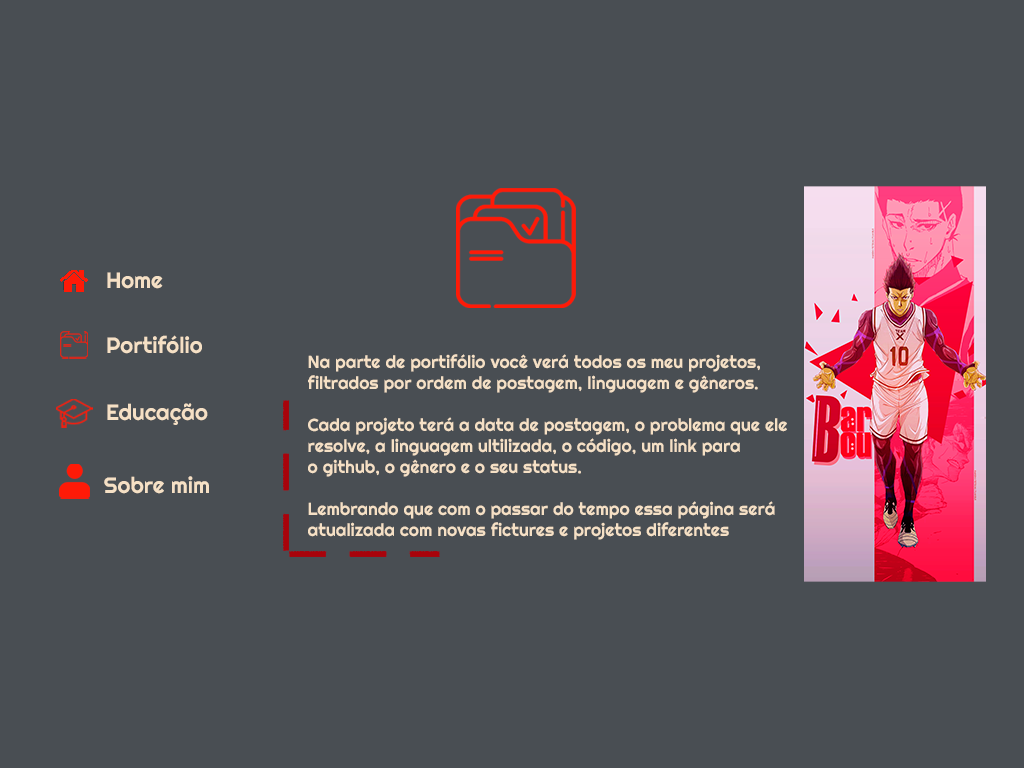 Home
Portifólio
Educação
Sobre mim
Na parte de portifólio você verá todos os meu projetos,
filtrados por ordem de postagem, linguagem e gêneros.
Cada projeto terá a data de postagem, o problema que ele
resolve, a linguagem ultilizada, o código, um link para
o github, o gênero e o seu status.
Lembrando que com o passar do tempo essa página será
atualizada com novas fictures e projetos diferentes
10
Bar
ou